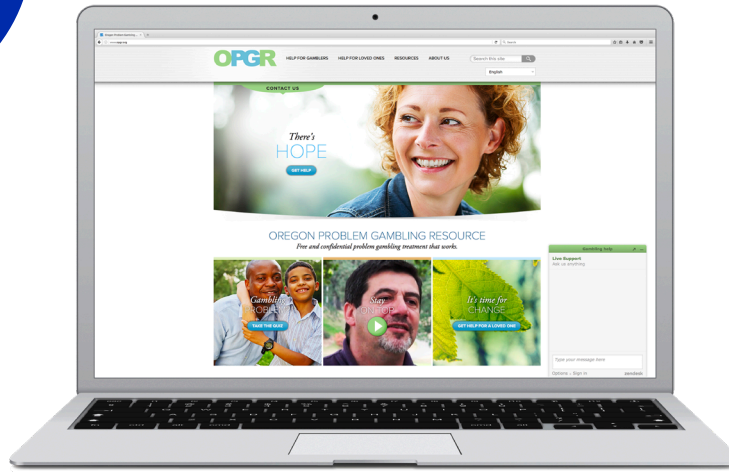 OPGR
HELP FOR GAMBLERS HELP FOR LOVED ONES RESOURCES ABOUT US
Search this site
English
CONTACT US
There's
HOPE
GET HELP
OREGON PROBLEM GAMBLING RESOURCE
Free and confidential problem gambling treatment that works.
Gambling
PROBLEM
TAKE THE QUIZ
Stay
ON TOP
It's time for
CHANGE
GET HELP FOR A LOVED ONE
Gambling Help
Live Support
Ask us anything
Type your message here
Options Sign in zendesk